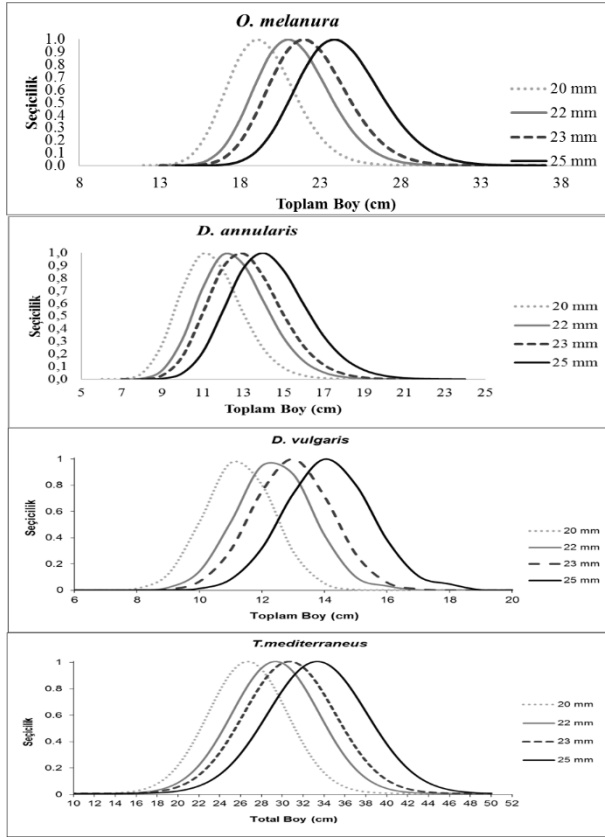 O. melanura
Seçicilik
1.0
0.9
0.8
0.7
0.6
0.5
0.4
0.3
0.2
0.1
0.0
8 13 18 23 28 33 38
Toplam Boy (cm)
20 mm
22 mm
23 mm
25 mm
D. annularis
Seçicilik
1,0
0,9
0,8
0,7
0,6
0,5
0,4
0,3
0,2
0,1
0,0
5 7 9 11 13 15 17 19 21 23 25
Toplam Boy (cm)
20 mm
22 mm
23 mm
25 mm
D. vulgaris
Seçicilik
1
0.8
0.6
0.4
0.2
0
6 8 10 12 14 16 18 20
Toplam Boy (cm)
20 mm
22 mm
23 mm
25 mm
T.mediterraneus
Seçicilik
1
0.8
0.6
0.4
0.2
0
10 12 14 16 18 20 22 24 26 28 30 32 34 36 38 40 42 44 46 48 50 52
Total Boy (cm)
20 mm
22 mm
23 mm
25 mm